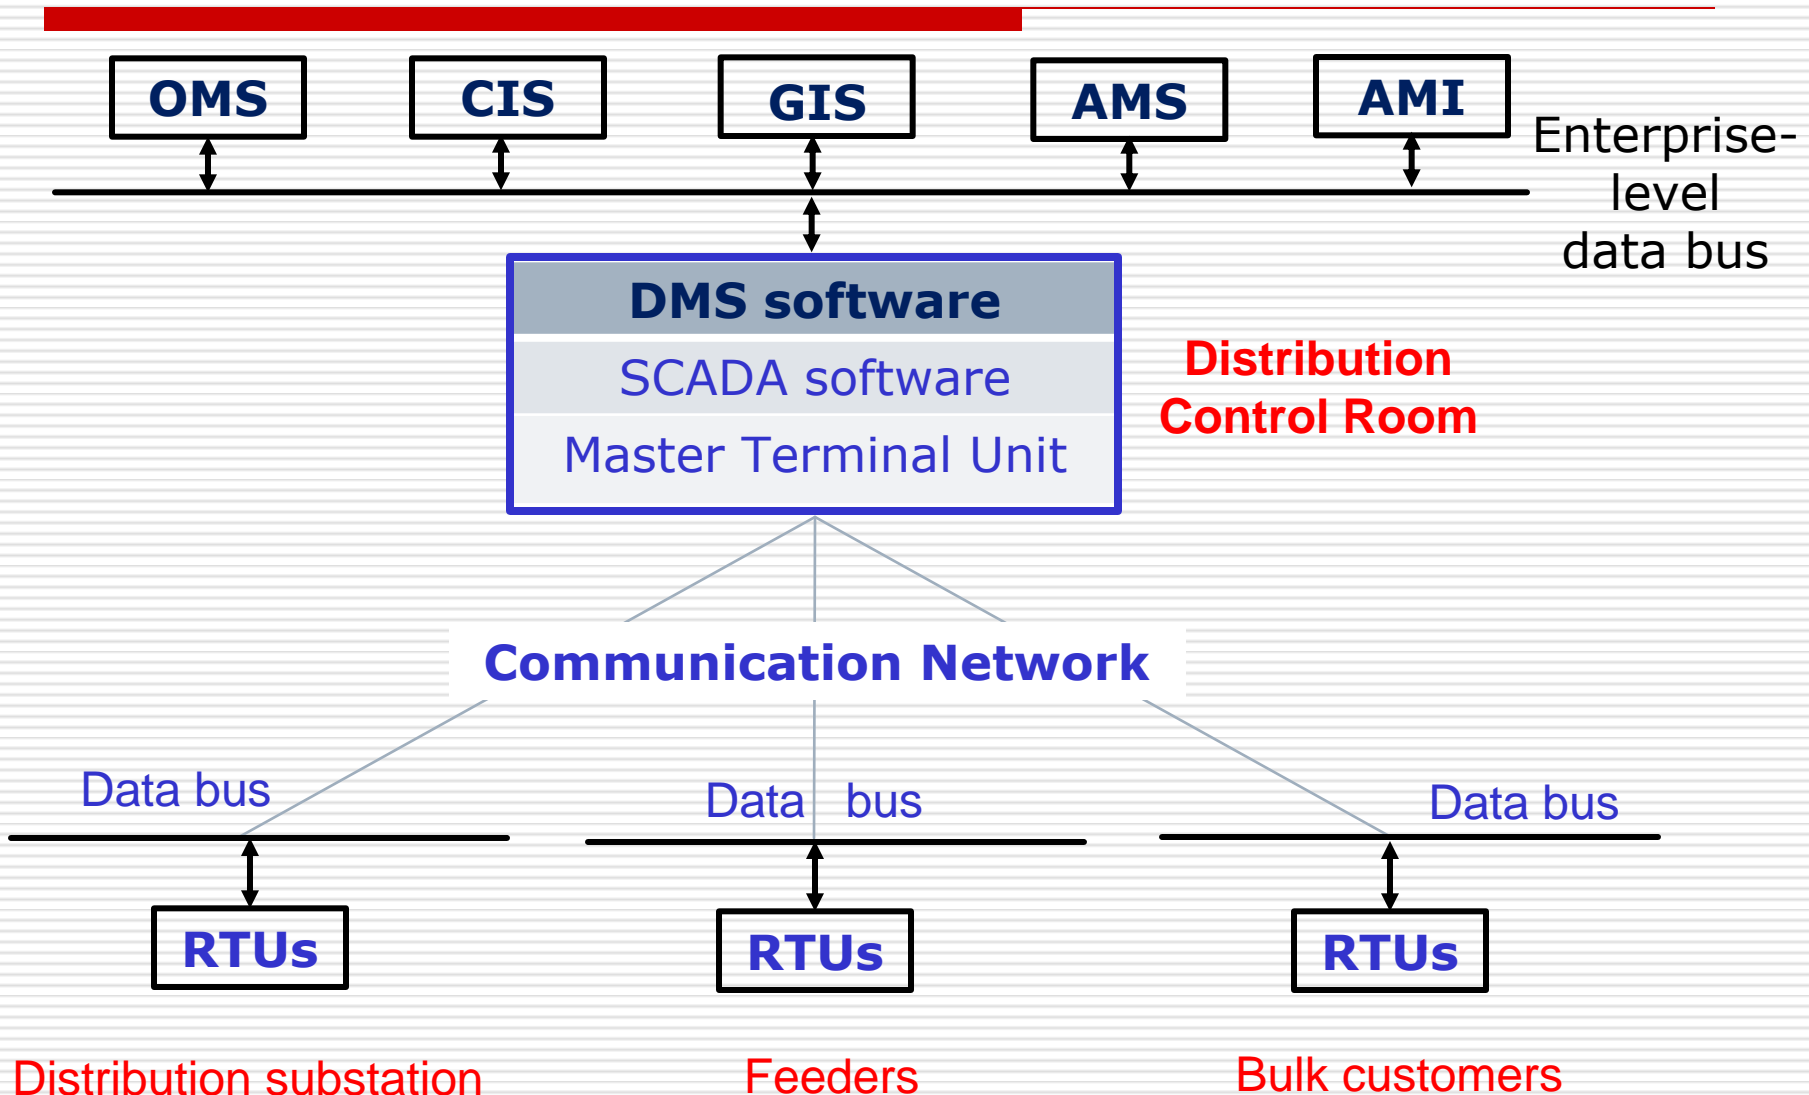 OMS
CIS
GIS
AMS
AMI
Enterprise-
level
data bus
DMS software
SCADA software
Master Terminal Unit
Distribution
Control Room
Communication Network
Data bus
Data bus
Data bus
RTUs
RTUs
RTUs
Distribution substation
Feeders
Bulk customers